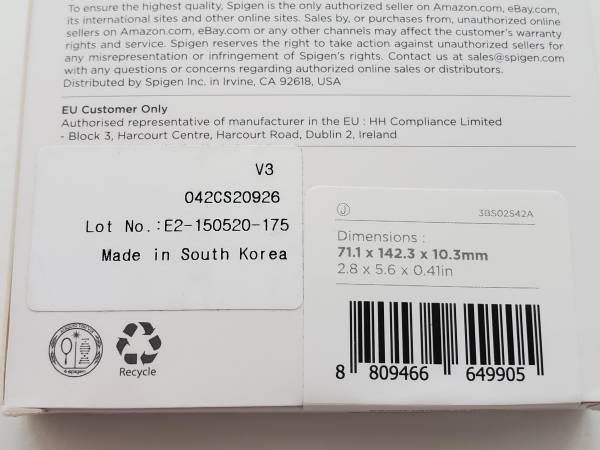 To ensure the highest quality, Spigen is the only authorized seller on Amazon.com, eBay.com,
its international sites and other online sites. Sales by, or purchases from, unauthorized online
sellers on Amazon.com, eBay.com or any other channels may affect the customer's warranty
rights and service. Spigen reserves the right to take action against unauthorized sellers for
any misrepresentation or infringement of Spigen's rights. Contact us at sales@spigen.com
with any questions or concerns regarding authorized online sales or distributors.
Distributed by Spigen Inc. in Irvine, CA 92618, USA
EU Customer Only
Authorised representative of manufacturer in the EU : HH Compliance Limited
- Block 3, Harcourt Centre, Harcourt Road, Dublin 2, Ireland
V3
042CS20926
Lot No.:E2-150520-175
Made in South Korea
J 3BS02S42A
Dimensions :
71.1 x 142.3 x 10.3mm
2.8 x 5.6 x 0.41in
8 809466 649905
Recycle